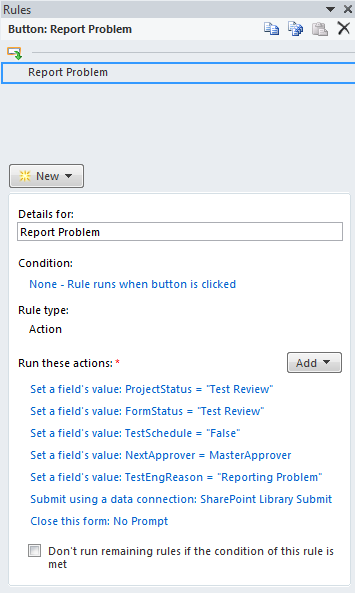 Rules
Button: Report Problem
Report Problem
New
Details for:
Report Problem
Condition:
None - Rule runs when button is clicked
Rule type:
Action
Run these actions: *
Add
Set a field's value: ProjectStatus = "Test Review"
Set a field's value: FormStatus = "Test Review"
Set a field's value: TestSchedule = "False"
Set a field's value: NextApprover = MasterApprover
Set a field's value: TestEngReason = "Reporting Problem"
Submit using a data connection: SharePoint Library Submit
Close this form: No Prompt
Don't run remaining rules if the condition of this rule is
met